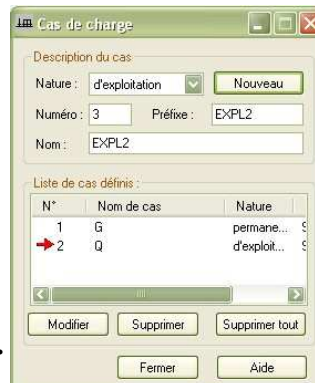 Cas de charge
Description du cas
Nature : d'exploitation Nouveau
Numéro : 3 Préfixe : EXPL2
Nom : EXPL2
Liste de cas définis :
N° Nom de cas Nature
1 G permane... S
2 Q d'exploit... S
Modifier Supprimer Supprimer tout
Fermer Aide